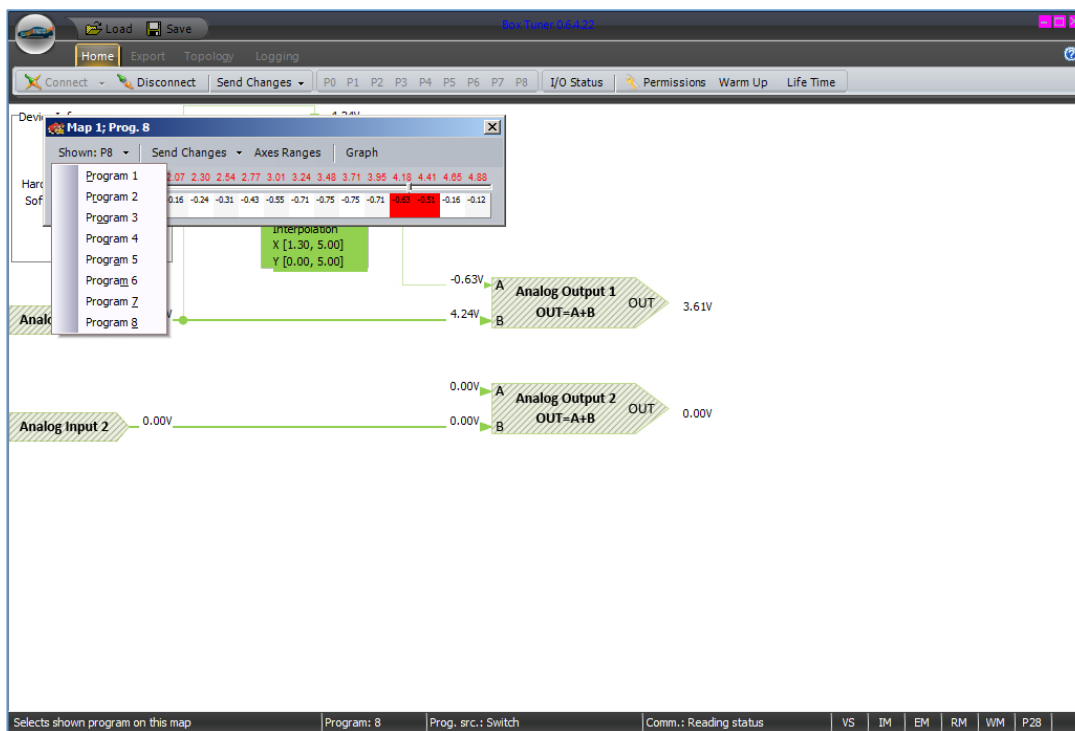 Load Save
Box Tuner 0.6.4.22
Home Export Topology Logging
Connect Disconnect Send Changes P0 P1 P2 P3 P4 P5 P6 P7 P8 I/O Status Permissions Warm Up Life Time
Map 1; Prog. 8
Shown: P8 Send Changes Axes Ranges Graph
2.07 2.30 2.54 2.77 3.01 3.24 3.48 3.71 3.95 4.18 4.41 4.65 4.88
-0.24 -0.31 -0.43 -0.55 -0.71 -0.75 -0.75 -0.71 -0.63 -0.51 -0.16 -0.12
Program 1
Program 2
Program 3
Program 4
Program 5
Program 6
Program 7
Program 8
Interpolation
X [1.30, 5.00]
Y [0.00, 5.00]
-0.63V A
Analog Output 1
OUT=A+B
OUT
3.61V
4.24V B
0.00V A
Analog Output 2
OUT=A+B
OUT
0.00V
0.00V B
Analog Input 2
0.00V
Selects shown program on this map Program: 8 Prog. src.: Switch Comm.: Reading status VS IM EM RM WM P28